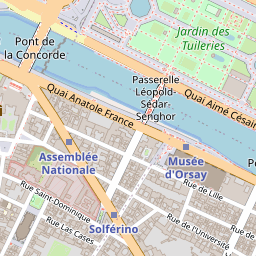 Jardin des
Tuileries
Pont de
la Concorde
Passerelle
Léopold-
Sédar-
Senghor
Quai Anatole France
Quai Aimé Césair
Assemblée
Nationale
Musée
d'Orsay
Rue de Lille
Rue Saint-Dominique
Rue Las Cases
Solférino
Rue de l'Université